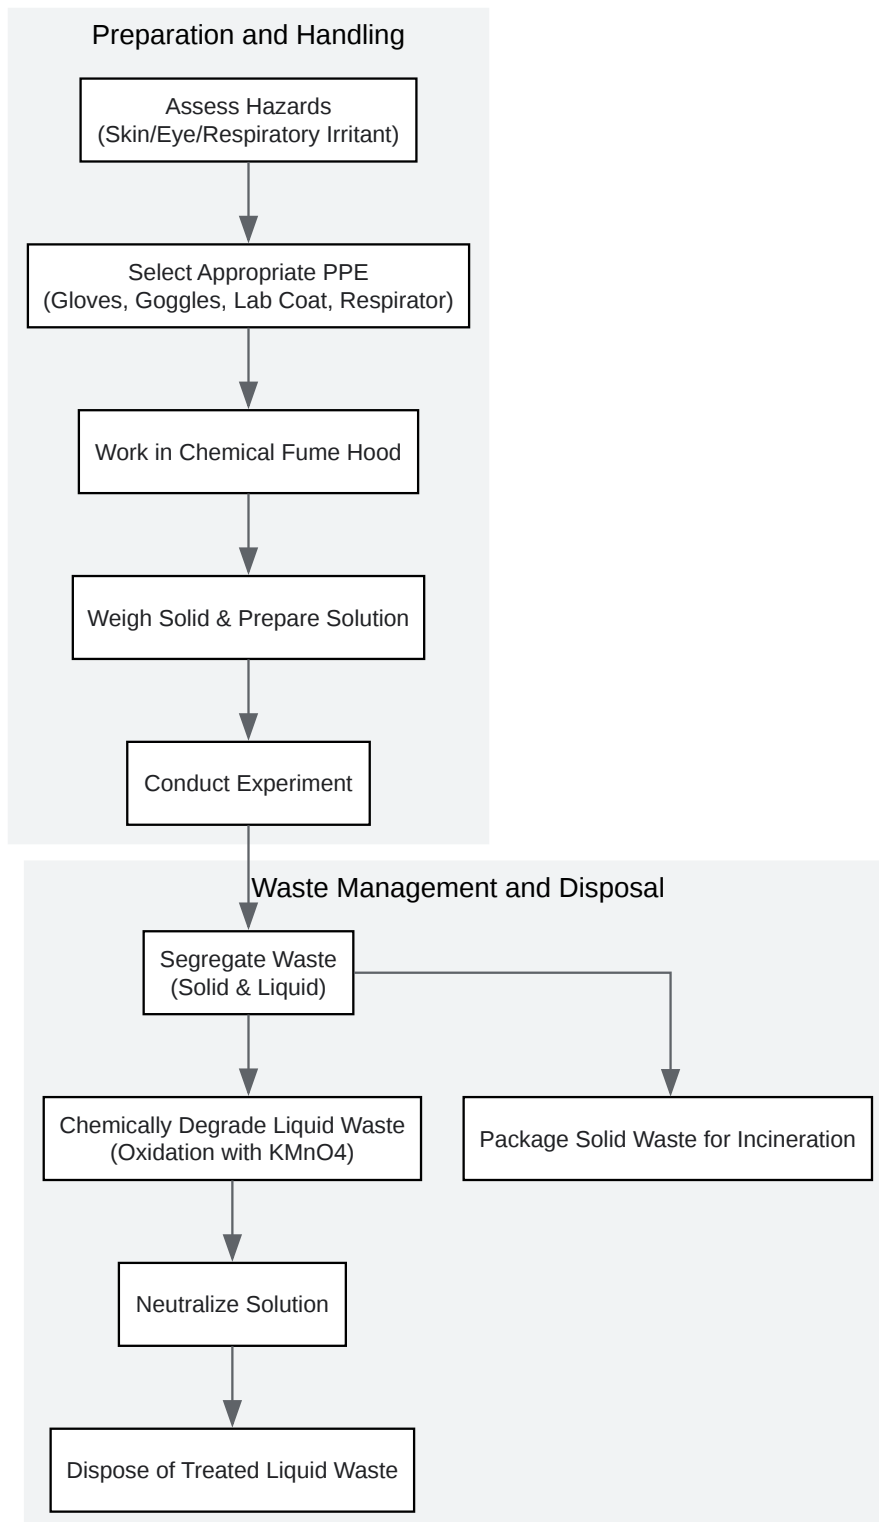 Preparation and Handling
Assess Hazards
(Skin/Eye/Respiratory Irritant)
Select Appropriate PPE
(Gloves, Goggles, Lab Coat, Respirator)
Work in Chemical Fume Hood
Weigh Solid & Prepare Solution
Conduct Experiment
Waste Management and Disposal
Segregate Waste
(Solid & Liquid)
Chemically Degrade Liquid Waste
(Oxidation with KMnO4)
Package Solid Waste for Incineration
Neutralize Solution
Dispose of Treated Liquid Waste